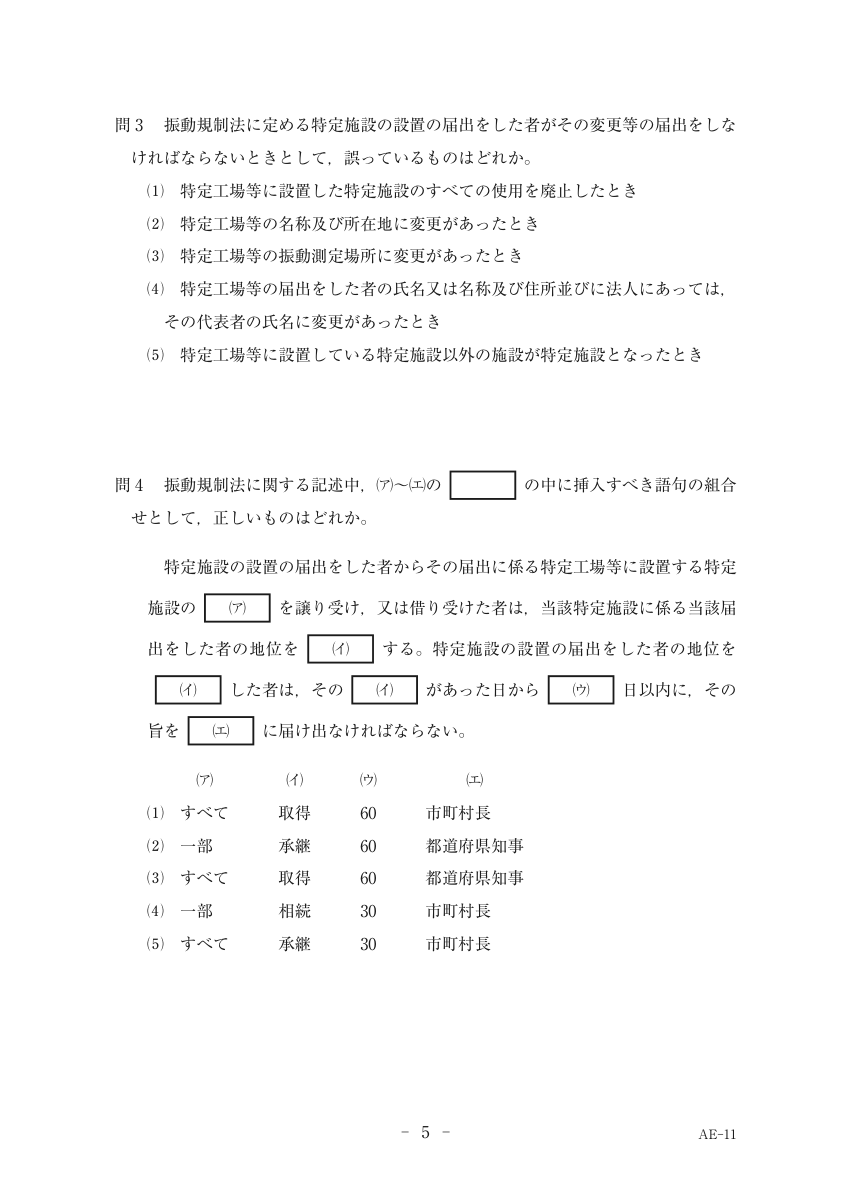 問3 振動規制法に定める特定施設の設置の届出をした者がその変更等の届出をしな
ければならないときとして，誤っているものはどれか。
⑴ 特定工場等に設置した特定施設のすべての使用を廃止したとき
⑵ 特定工場等の名称及び所在地に変更があったとき
⑶ 特定工場等の振動測定場所に変更があったとき
⑷ 特定工場等の届出をした者の氏名又は名称及び住所並びに法人にあっては，
その代表者の氏名に変更があったとき
⑸ 特定工場等に設置している特定施設以外の施設が特定施設となったとき
問4 振動規制法に関する記述中，(ア)～(エ)の の中に挿入すべき語句の組合
せとして，正しいものはどれか。
特定施設の設置の届出をした者からその届出に係る特定工場等に設置する特定
施設の (ア) を譲り受け，又は借り受けた者は，当該特定施設に係る当該届
出をした者の地位を (イ) する。特定施設の設置の届出をした者の地位を
(イ) した者は，その (イ) があった日から (ウ) 日以内に，その
旨を (エ) に届け出なければならない。
(ア) (イ) (ウ) (エ)
⑴ すべて 取得 60 市町村長
⑵ 一部 承継 60 都道府県知事
⑶ すべて 取得 60 都道府県知事
⑷ 一部 相続 30 市町村長
⑸ すべて 承継 30 市町村長
- 5 -
AE-11